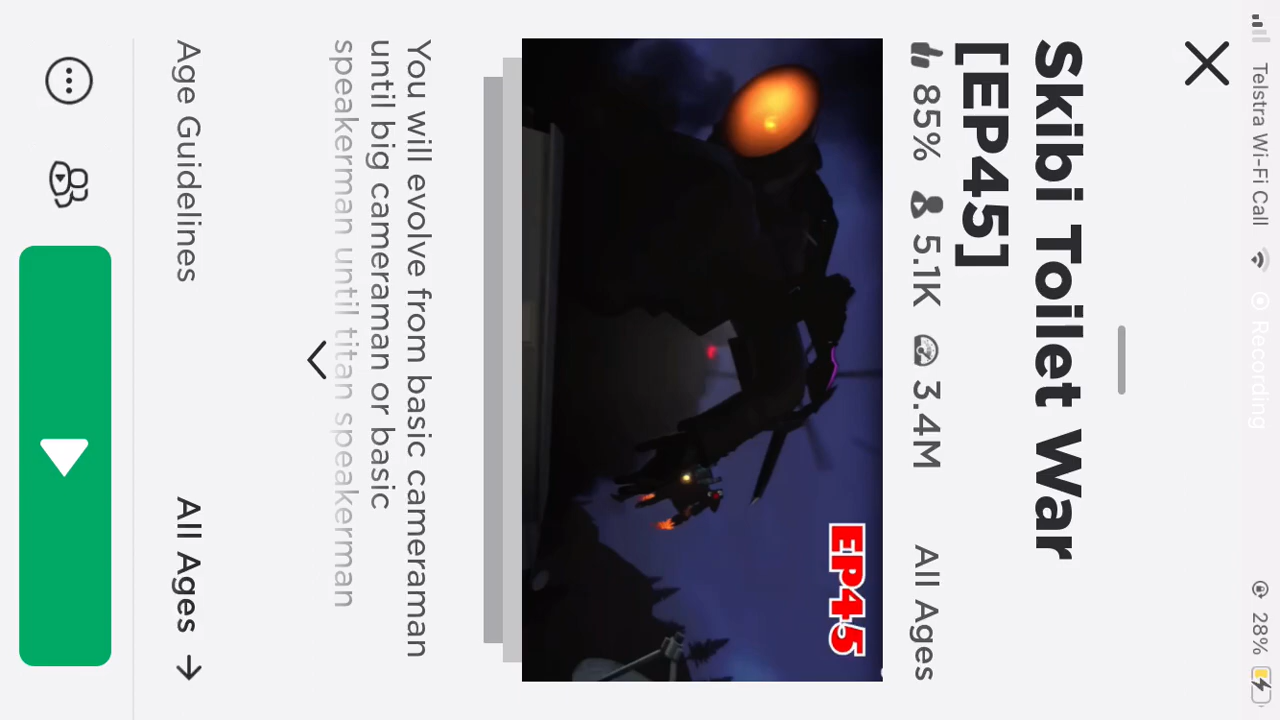 Telstra Wi-Fi Call
Recording
28%
Skibi Toilet War
[EP45]
85% 5.1K 3.4M All Ages
EP45
You will evolve from basic cameraman
until big cameraman or basic
speakerman until titan speakerman
Age Guidelines All Ages